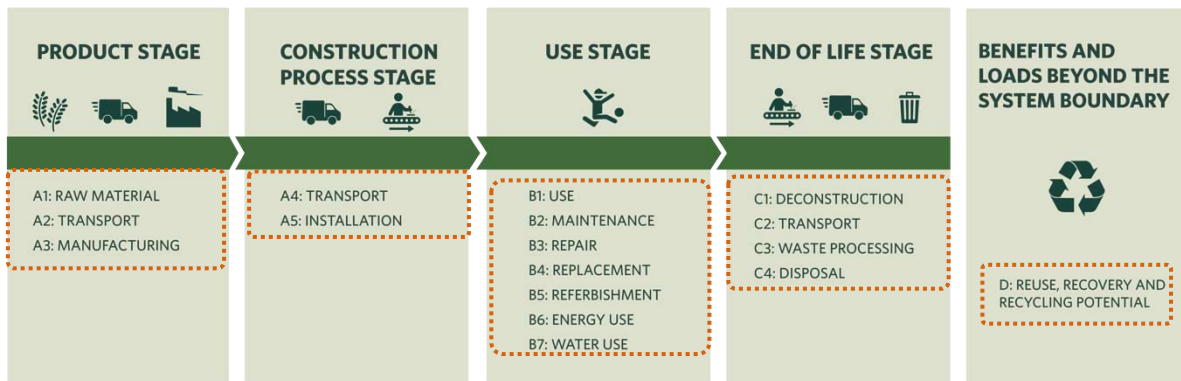 PRODUCT STAGE
A1: RAW MATERIAL
A2: TRANSPORT
A3: MANUFACTURING
CONSTRUCTION
PROCESS STAGE
A4: TRANSPORT
A5: INSTALLATION
USE STAGE
B1: USE
B2: MAINTENANCE
B3: REPAIR
B4: REPLACEMENT
B5: REFERBISHMENT
B6: ENERGY USE
B7: WATER USE
END OF LIFE STAGE
C1: DECONSTRUCTION
C2: TRANSPORT
C3: WASTE PROCESSING
C4: DISPOSAL
BENEFITS AND
LOADS BEYOND THE
SYSTEM BOUNDARY
D: REUSE, RECOVERY AND
RECYCLING POTENTIAL